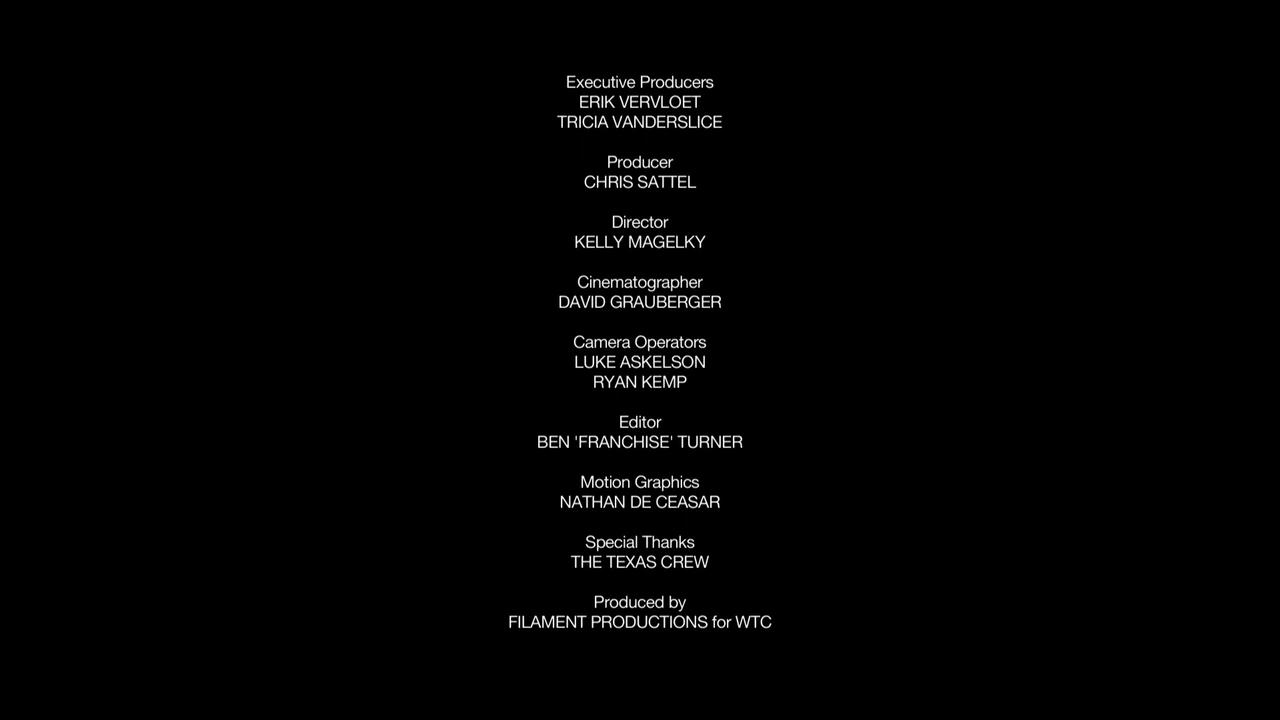 Executive Producers
ERIK VERVLOET
TRICIA VANDERSLICE
Producer
CHRIS SATTEL
Director
KELLY MAGELKY
Cinematographer
DAVID GRAUBERGER
Camera Operators
LUKE ASKELSON
RYAN KEMP
Editor
BEN 'FRANCHISE' TURNER
Motion Graphics
NATHAN DE CEASAR
Special Thanks
THE TEXAS CREW
Produced by
FILAMENT PRODUCTIONS for WTC